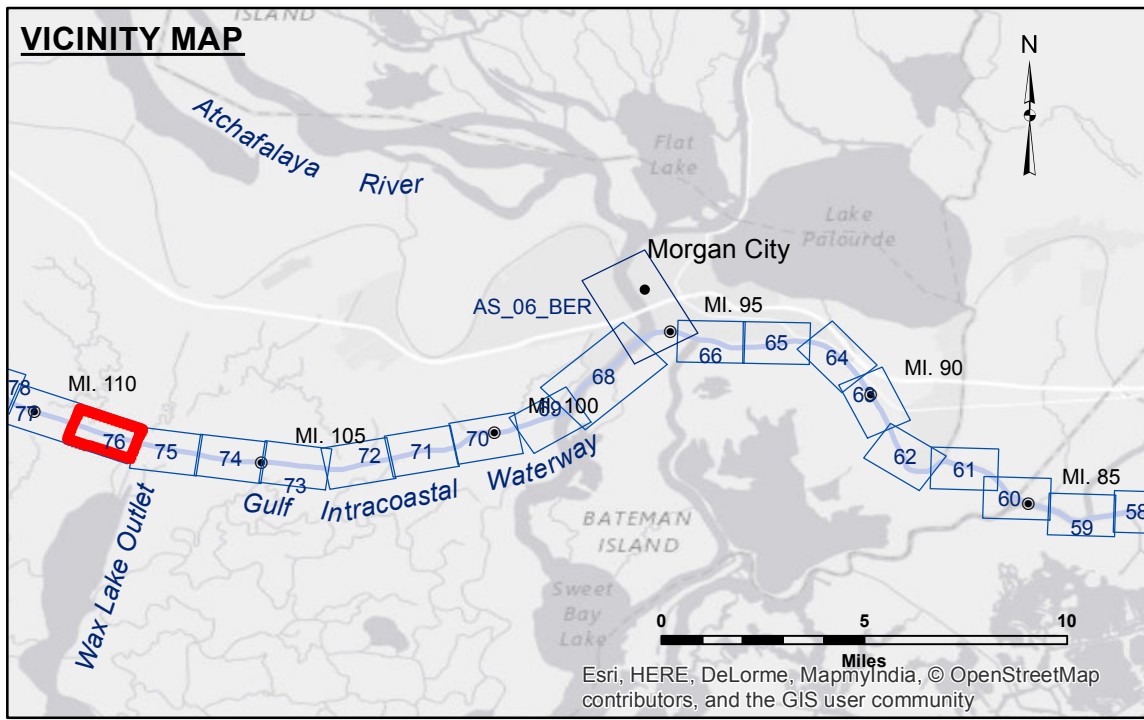 VICINITY MAP
ISLAND
N
Atchafalaya
River
Flat
Lake
Lake
Palourde
Morgan City
AS_06_BER
MI. 95
66
65
64
MI. 90
68
MI. 110
77
76
75
74
MI. 105
73
72
71
70
69
MI. 100
62
61
60
MI. 85
59
58
Gulf
Intracoastal
Waterway
Wax Lake Outlet
BATEMAN
ISLAND
Sweet
Bay
Lake
0
5
10
Miles
Esri, HERE, DeLorme, MapmyIndia, © OpenStreetMap
contributors, and the GIS user community